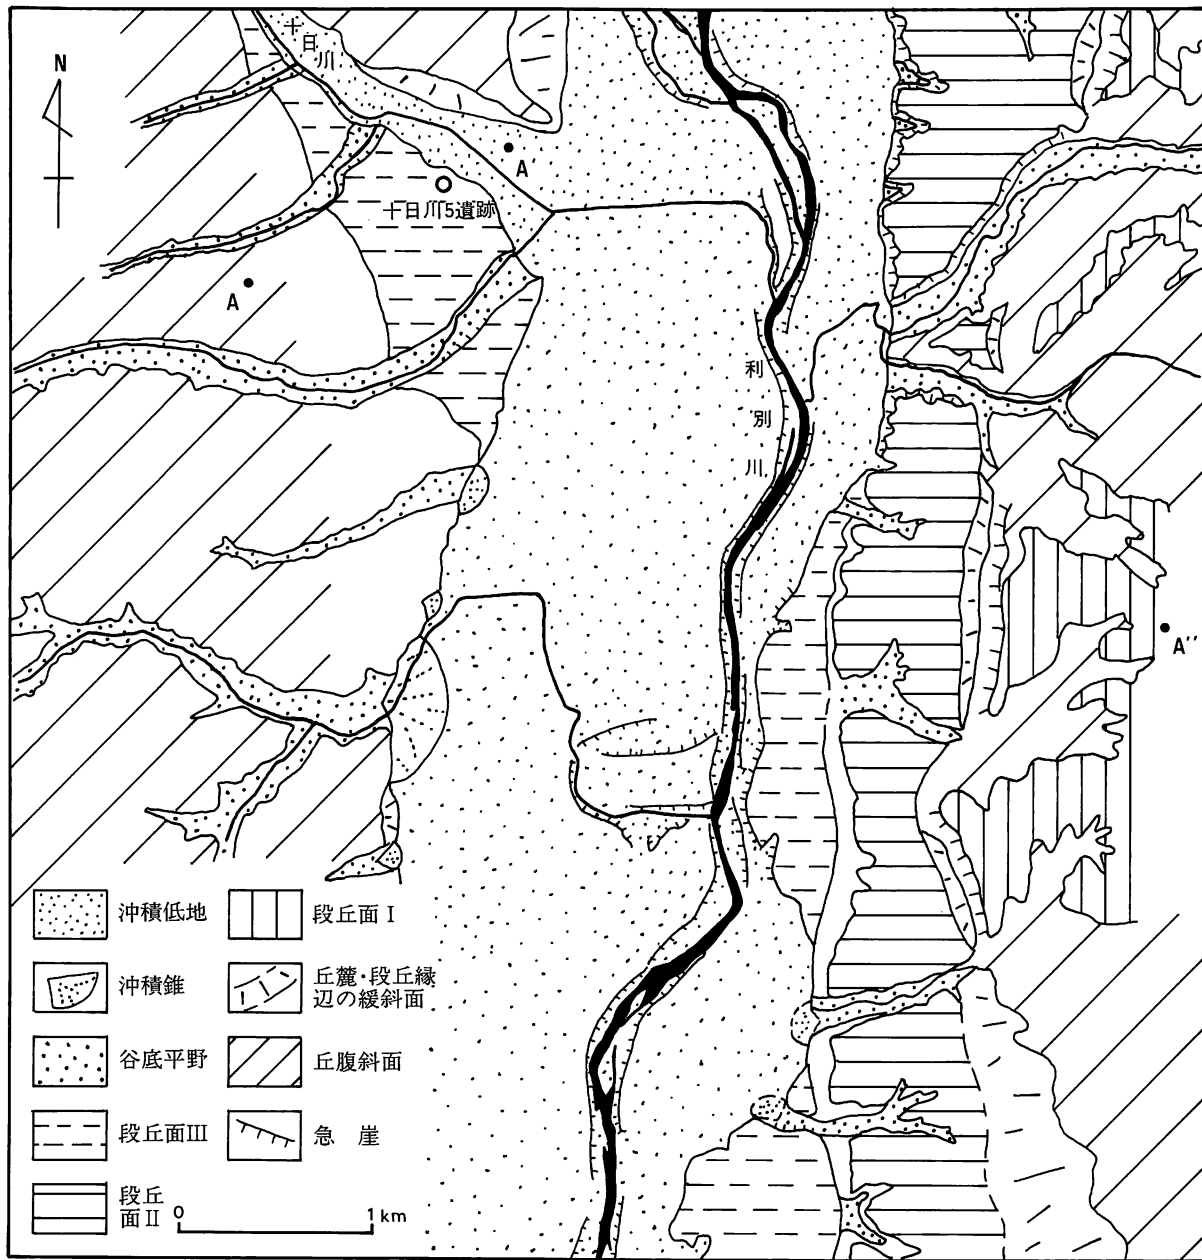 十日川
N
A
十日川5遺跡
A
利別川
A''
沖積低地
段丘面Ⅰ
沖積錐
丘麓・段丘縁
辺の緩斜面
谷底平野
丘腹斜面
段丘面Ⅲ
急崖
段丘
面Ⅱ
0
1km